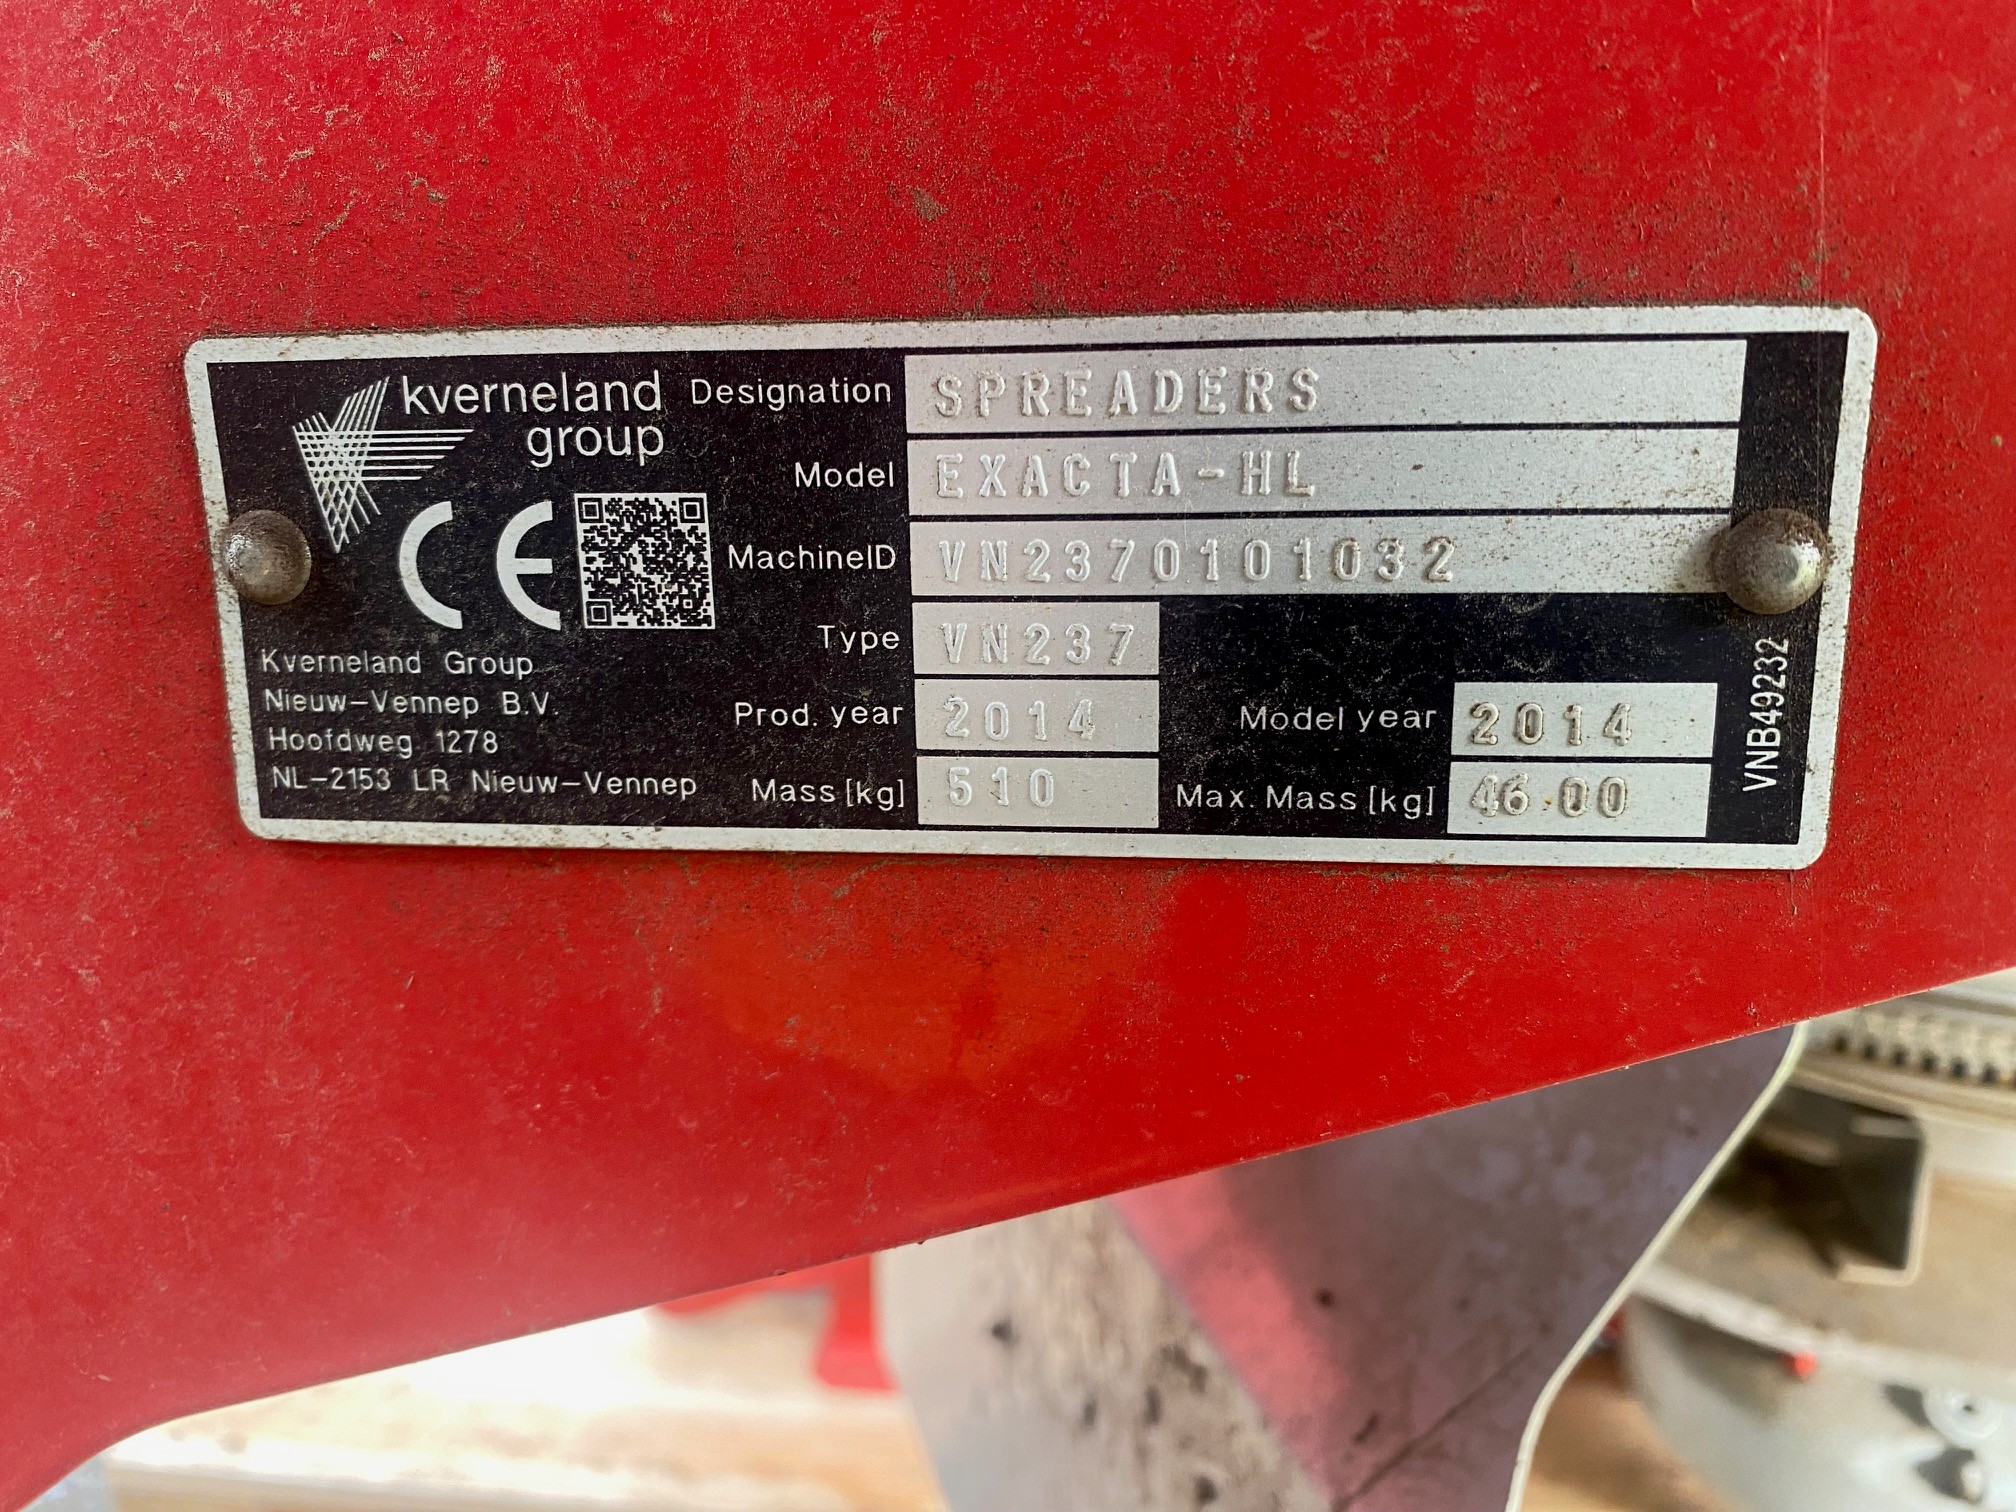 kverneland
group
Designation SPREADERS
Model EXACTA-HL
MachineID VN2370101032
Type VN237
Prod. year 2014 Model year 2014
Mass [kg] 510 Max. Mass [kg] 4600
CE
Kverneland Group
Nieuw-Vennep B.V.
Hoofdweg 1278
NL-2153 LR Nieuw-Vennep
VNB49232